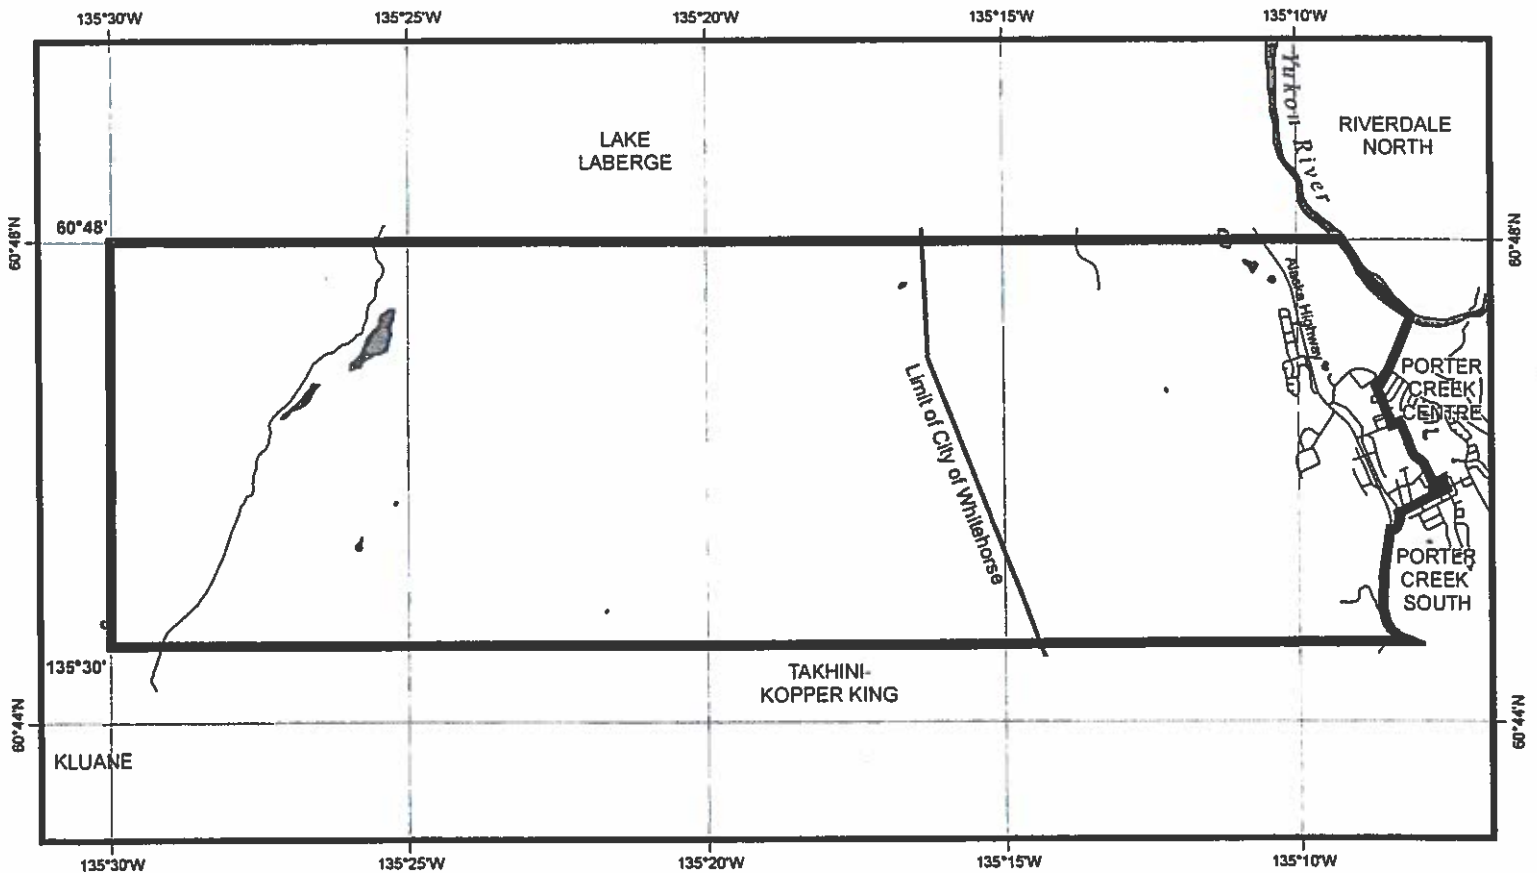 135°30'W
135°25'W
135°20'W
135°15'W
135°10'W
Yukon River
RIVERDALE
NORTH
LAKE
LABERGE
60°48'
60°48'N
60°48'N
Alaska Highway
PORTER
CREEK
CENTRE
Limit of City of Whitehorse
PORTER
CREEK
SOUTH
135°30'
TAKHINI-
KOPPER KING
60°44'N
60°44'N
KLUANE
135°30'W
135°25'W
135°20'W
135°15'W
135°10'W